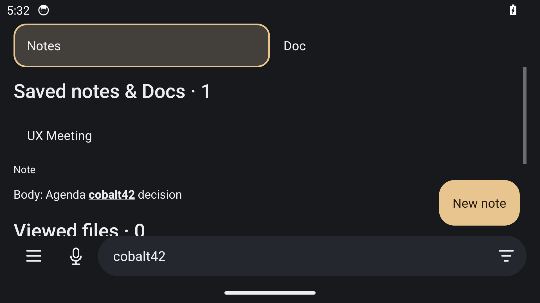 5:32
Notes
Doc
Saved notes & Docs · 1
UX Meeting
Note
Body: Agenda cobalt42 decision
New note
Viewed files · 0
cobalt42